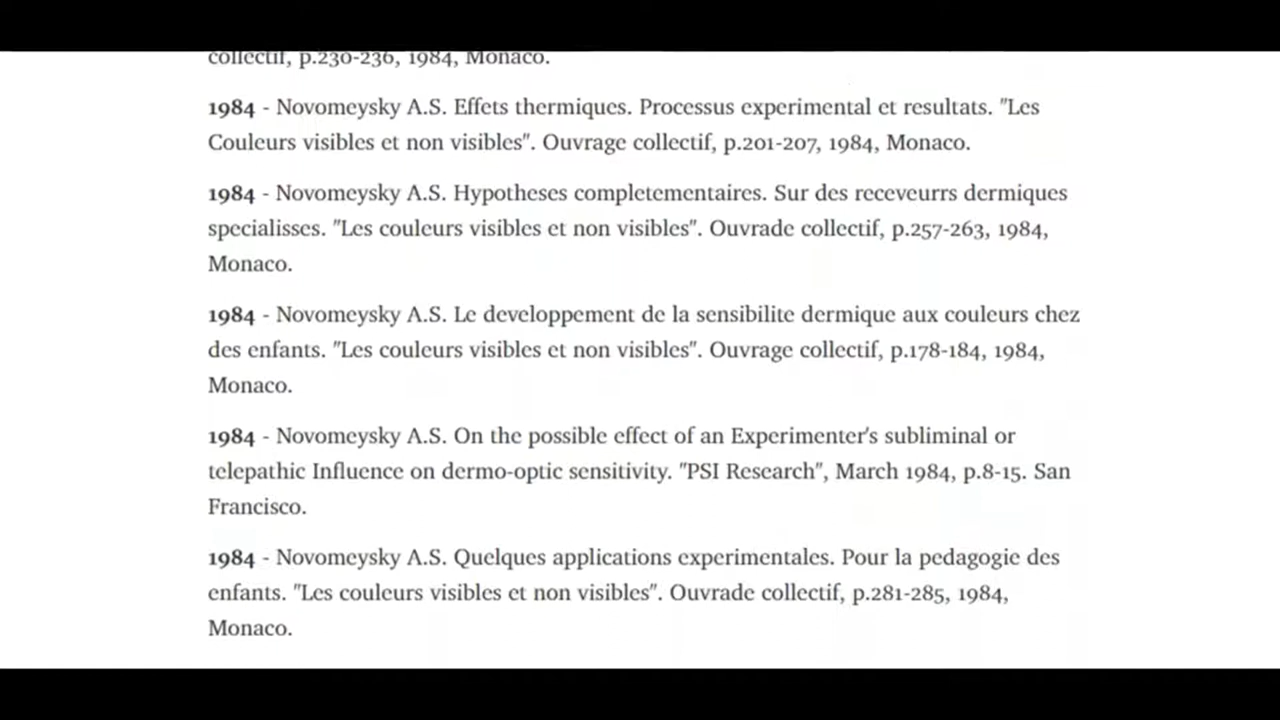 collectif, p.230-236, 1984, Monaco.
1984 - Novomeysky A.S. Effets thermiques. Processus experimental et resultats. "Les
Couleurs visibles et non visibles". Ouvrage collectif, p.201-207, 1984, Monaco.
1984 - Novomeysky A.S. Hypotheses completementaires. Sur des receveurrs dermiques
specialisses. "Les couleurs visibles et non visibles". Ouvrade collectif, p.257-263, 1984,
Monaco.
1984 - Novomeysky A.S. Le developpement de la sensibilite dermique aux couleurs chez
des enfants. "Les couleurs visibles et non visibles". Ouvrage collectif, p.178-184, 1984,
Monaco.
1984 - Novomeysky A.S. On the possible effect of an Experimenter's subliminal or
telepathic Influence on dermo-optic sensitivity. "PSI Research", March 1984, p.8-15. San
Francisco.
1984 - Novomeysky A.S. Quelques applications experimentales. Pour la pedagogie des
enfants. "Les couleurs visibles et non visibles". Ouvrade collectif, p.281-285, 1984,
Monaco.